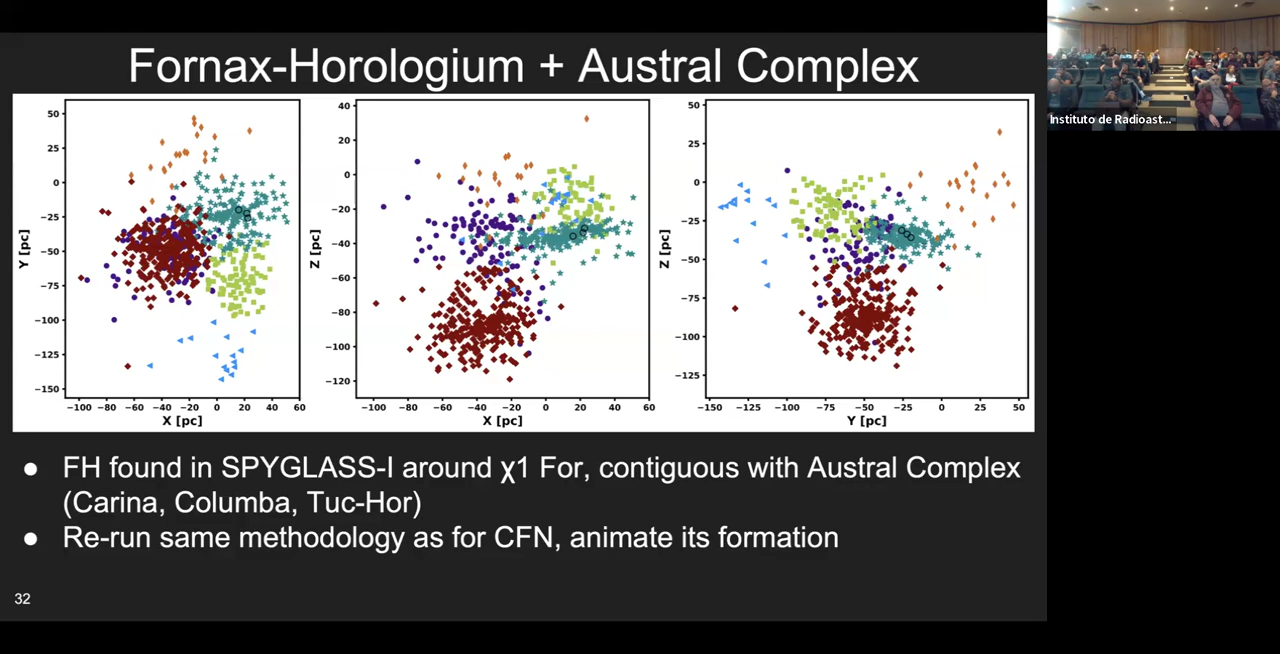 Fornax-Horologium + Austral Complex
50
25
0
−25
−50
−75
−100
−125
−150
Y [pc]
−100 −80 −60 −40 −20 0 20 40 60
X [pc]
40
20
0
−20
−40
−60
−80
−100
−120
Z [pc]
−100 −80 −60 −40 −20 0 20 40 60
X [pc]
50
25
0
−25
−50
−75
−100
−125
Z [pc]
−150 −125 −100 −75 −50 −25 0 25 50
Y [pc]
● FH found in SPYGLASS-I around χ1 For, contiguous with Austral Complex
(Carina, Columba, Tuc-Hor)
● Re-run same methodology as for CFN, animate its formation
32
Instituto de Radioast...